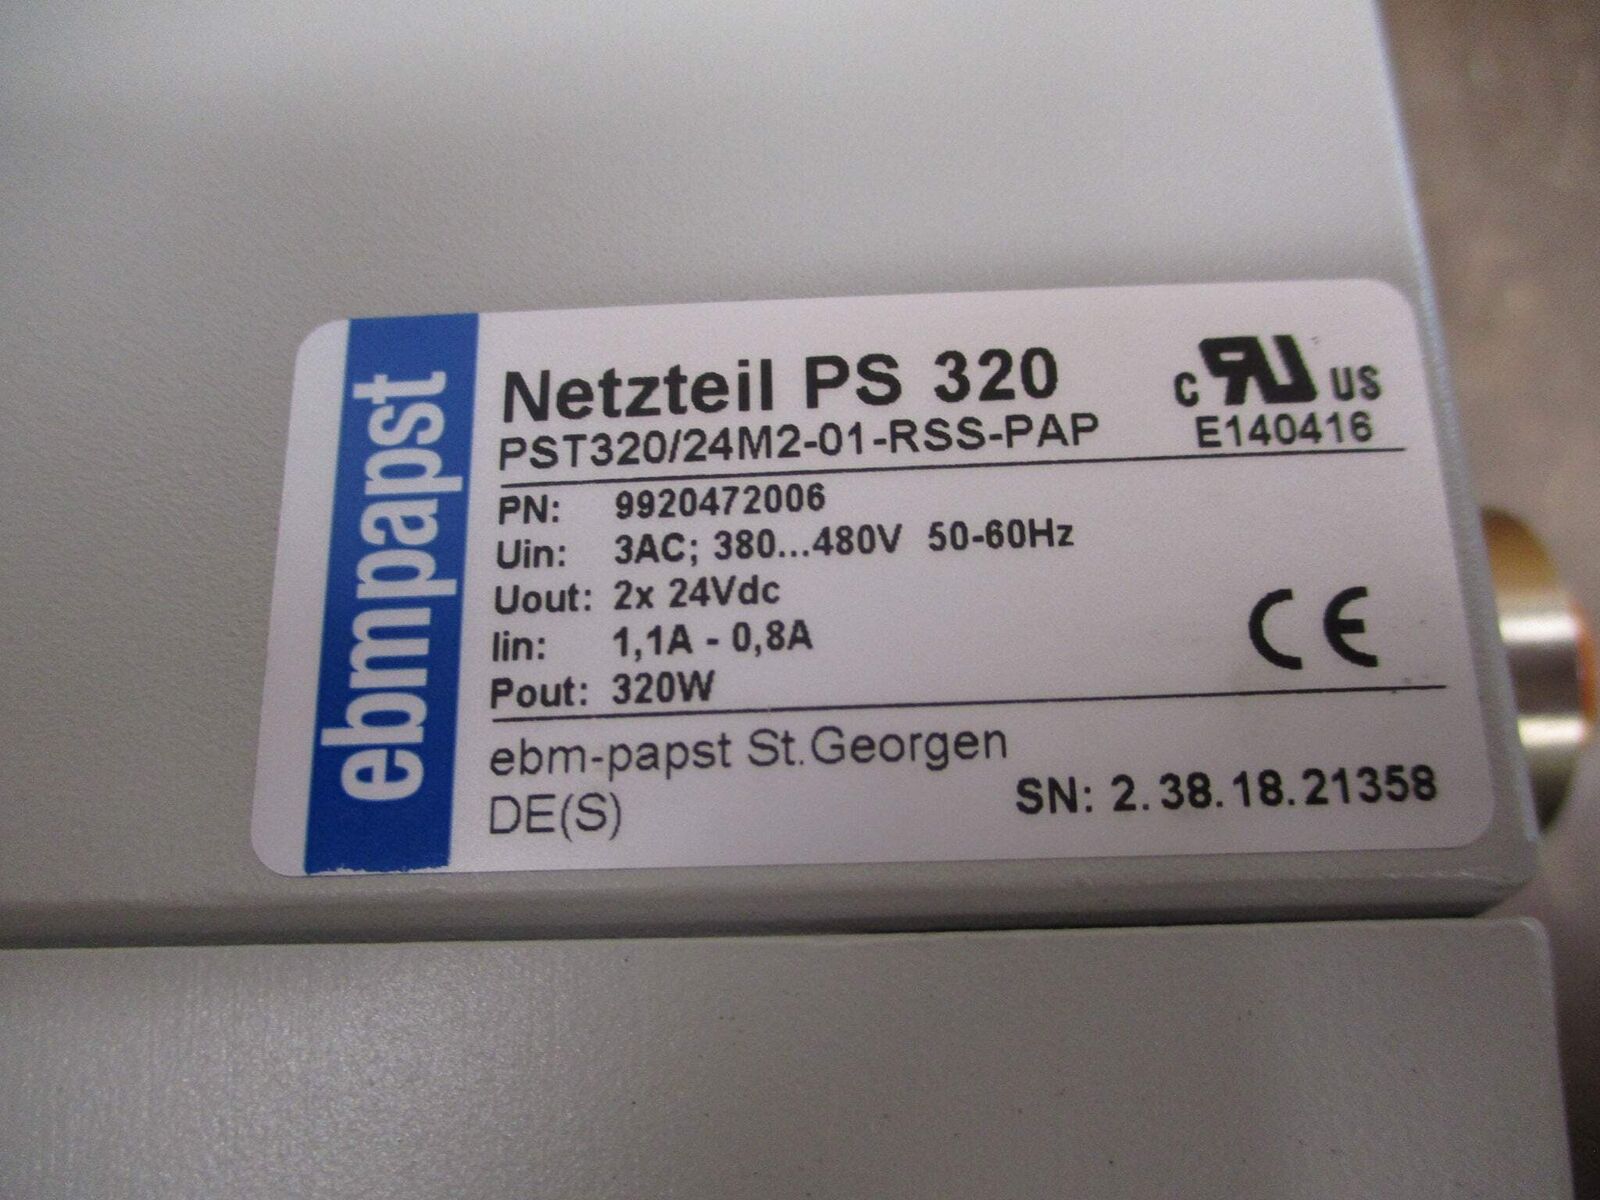 ebmpapst
Netzteil PS 320
PST320/24M2-01-RSS-PAP
c RU US
E140416
PN: 9920472006
Uin: 3AC; 380...480V 50-60Hz
Uout: 2x 24Vdc
Iin: 1,1A - 0,8A
Pout: 320W
CE
ebm-papst St.Georgen
DE(S)
SN: 2.38.18.21358